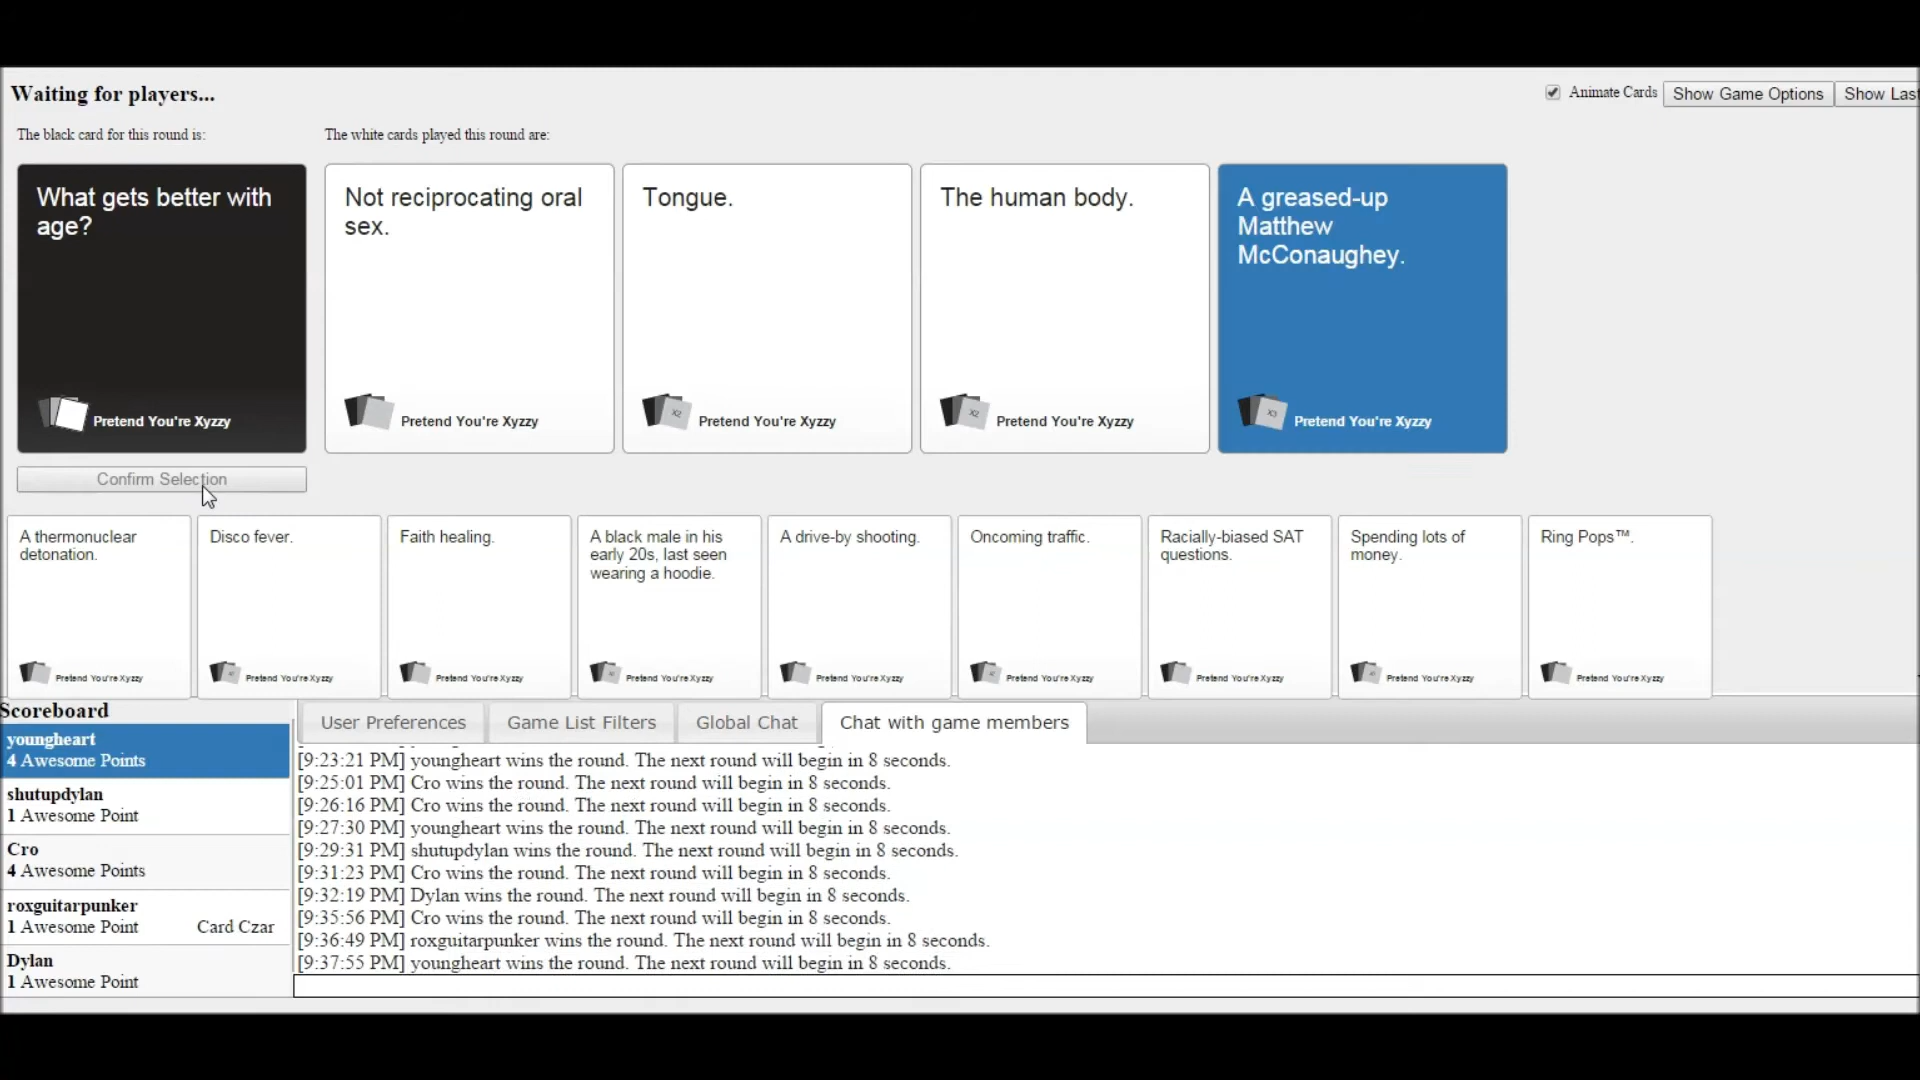 Waiting for players...
Animate Cards
Show Game Options
Show Last
The black card for this round is:
The white cards played this round are:
What gets better with
age?
Pretend You're Xyzzy
Not reciprocating oral
sex.
Pretend You're Xyzzy
Tongue.
X2
Pretend You're Xyzzy
The human body.
X2
Pretend You're Xyzzy
A greased-up
Matthew
McConaughey.
X3
Pretend You're Xyzzy
Confirm Selection
A thermonuclear
detonation.
Pretend You're Xyzzy
Disco fever.
Pretend You're Xyzzy
Faith healing.
Pretend You're Xyzzy
A black male in his
early 20s, last seen
wearing a hoodie.
Pretend You're Xyzzy
A drive-by shooting.
Pretend You're Xyzzy
Oncoming traffic.
Pretend You're Xyzzy
Racially-biased SAT
questions.
Pretend You're Xyzzy
Spending lots of
money.
Pretend You're Xyzzy
Ring Pops™.
Pretend You're Xyzzy
Scoreboard
youngheart
4 Awesome Points
shutupdylan
1 Awesome Point
Cro
4 Awesome Points
roxguitarpunker
1 Awesome Point Card Czar
Dylan
1 Awesome Point
User Preferences
Game List Filters
Global Chat
Chat with game members
[9:23:21 PM] youngheart wins the round. The next round will begin in 8 seconds.
[9:25:01 PM] Cro wins the round. The next round will begin in 8 seconds.
[9:26:16 PM] Cro wins the round. The next round will begin in 8 seconds.
[9:27:30 PM] youngheart wins the round. The next round will begin in 8 seconds.
[9:29:31 PM] shutupdylan wins the round. The next round will begin in 8 seconds.
[9:31:23 PM] Cro wins the round. The next round will begin in 8 seconds.
[9:32:19 PM] Dylan wins the round. The next round will begin in 8 seconds.
[9:35:56 PM] Cro wins the round. The next round will begin in 8 seconds.
[9:36:49 PM] roxguitarpunker wins the round. The next round will begin in 8 seconds.
[9:37:55 PM] youngheart wins the round. The next round will begin in 8 seconds.